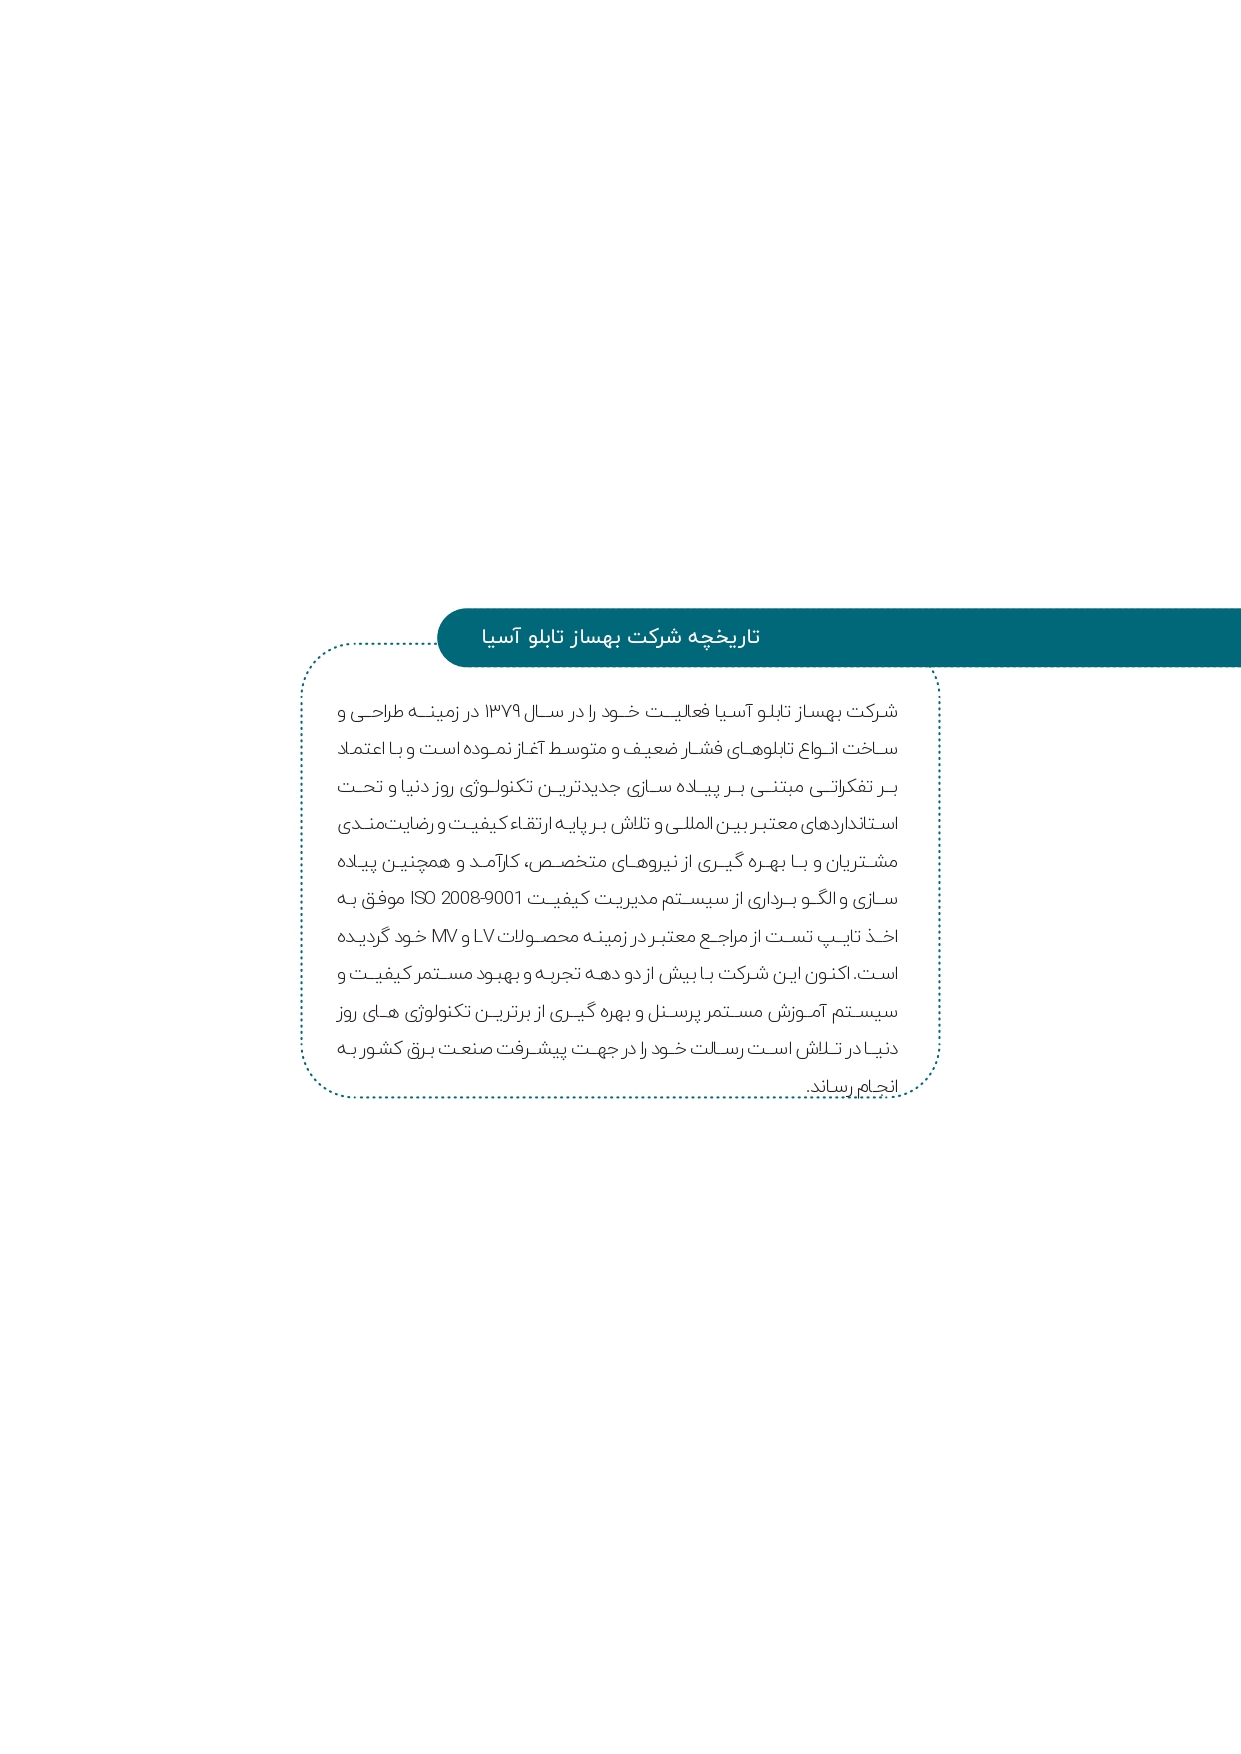 تاریخچه شرکت بهساز تابلو آسیا
شرکت بهساز تابلو آسیا فعالیت خود را در سال ۱۳۷۹ در زمینه طراحی و
ساخت انواع تابلوهای فشار ضعیف و متوسط آغاز نموده است و با اعتماد
بر تفکراتی مبتنی بر پیاده سازی جدیدترین تکنولوژی روز دنیا و تحت
استانداردهای معتبر بین المللی و تلاش بر پایه ارتقاء کیفیت و رضایت‌مندی
مشتریان و با بهره گیری از نیروهای متخصص، کارآمد و همچنین پیاده
سازی و الگو برداری از سیستم مدیریت کیفیت ISO 2008-9001 موفق به
اخذ تایپ تست از مراجع معتبر در زمینه محصولات LV و MV خود گردیده
است. اکنون این شرکت با بیش از دو دهه تجربه و بهبود مستمر کیفیت و
سیستم آموزش مستمر پرسنل و بهره گیری از برترین تکنولوژی های روز
دنیا در تلاش است رسالت خود را در جهت پیشرفت صنعت برق کشور به
انجام رساند.